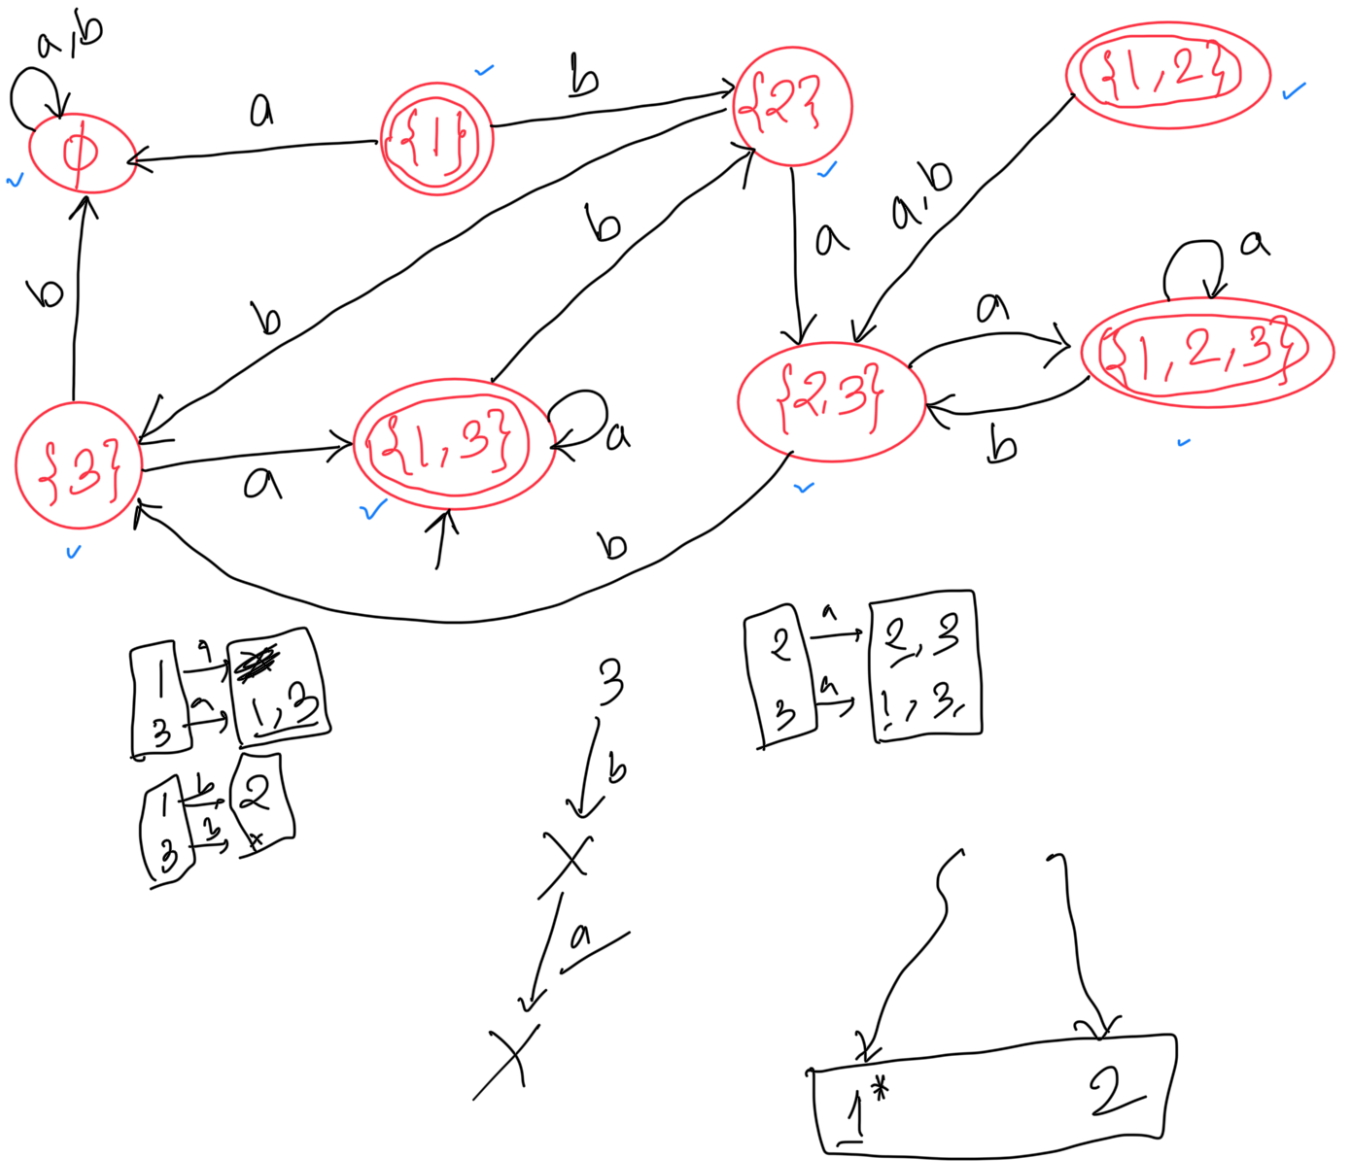 a,b
a
{1}
b
{2}
{1,2}
ϕ
b
b
b
a
a,b
a
a
{3}
a
{1,3}
a
{2,3}
b
{1,2,3}
b
1 a
3 a 1,3
1 b 2
3 b x
3
b
X
a
X
2 a 2,3
3 a 1,3,
1* 2